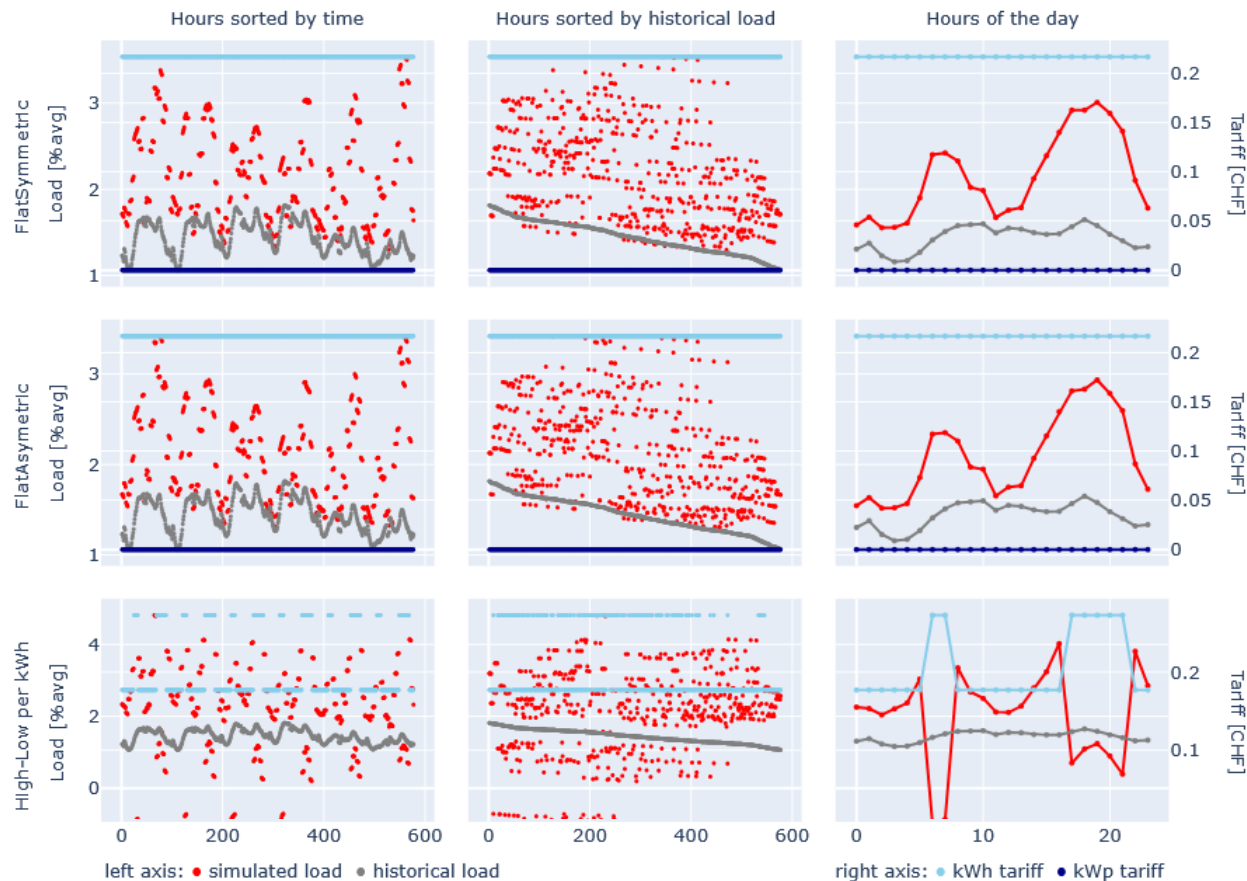 Hours sorted by time Hours sorted by historical load Hours of the day
FlatSymmetric
Load [%avg]
3
2
1
0.2
0.15
0.1
0.05
0
Tariff [CHF]
FlatAsymetric
Load [%avg]
3
2
1
0.2
0.15
0.1
0.05
0
Tariff [CHF]
HIgh-Low per kWh
Load [%avg]
4
2
0
0.2
0.1
Tariff [CHF]
0 200 400 600 0 200 400 600 0 10 20
left axis: simulated load historical load right axis: kWh tariff kWp tariff